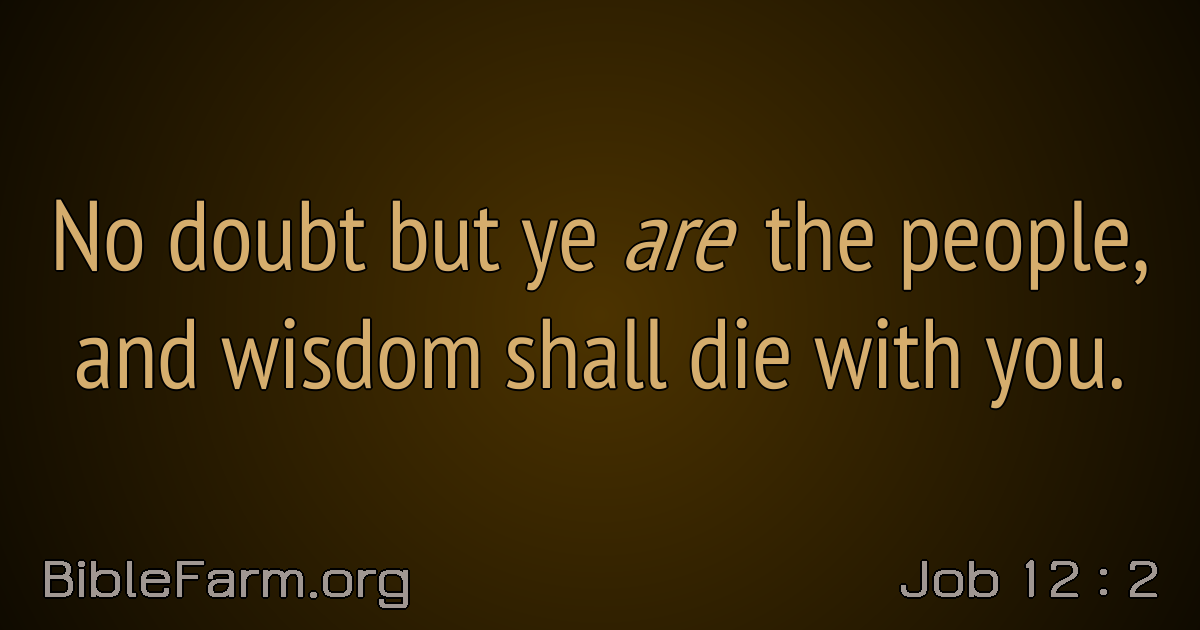 No doubt but ye are the people,
and wisdom shall die with you.
BibleFarm.org
Job 12 : 2